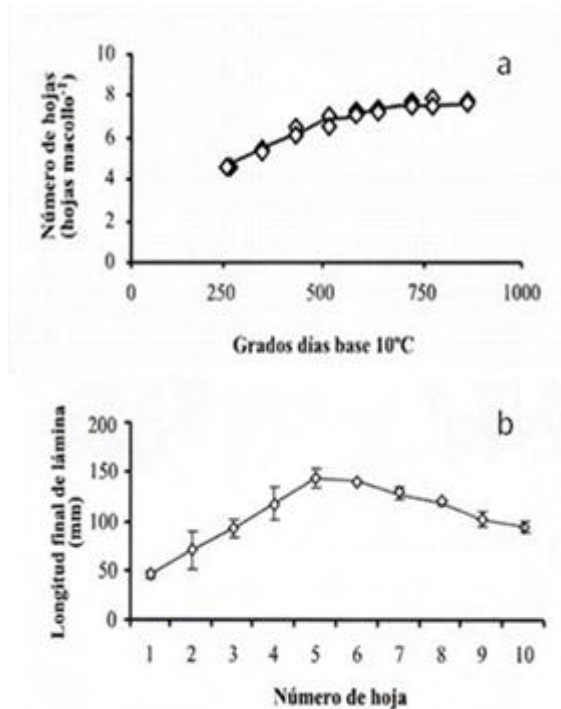 a
Número de hojas
(hojas macollo⁻¹)
10
8
6
4
2
0
0 250 500 750 1000
Grados días base 10ºC
b
Longitud final de lámina
(mm)
200
150
100
50
0
1 2 3 4 5 6 7 8 9 10
Número de hoja